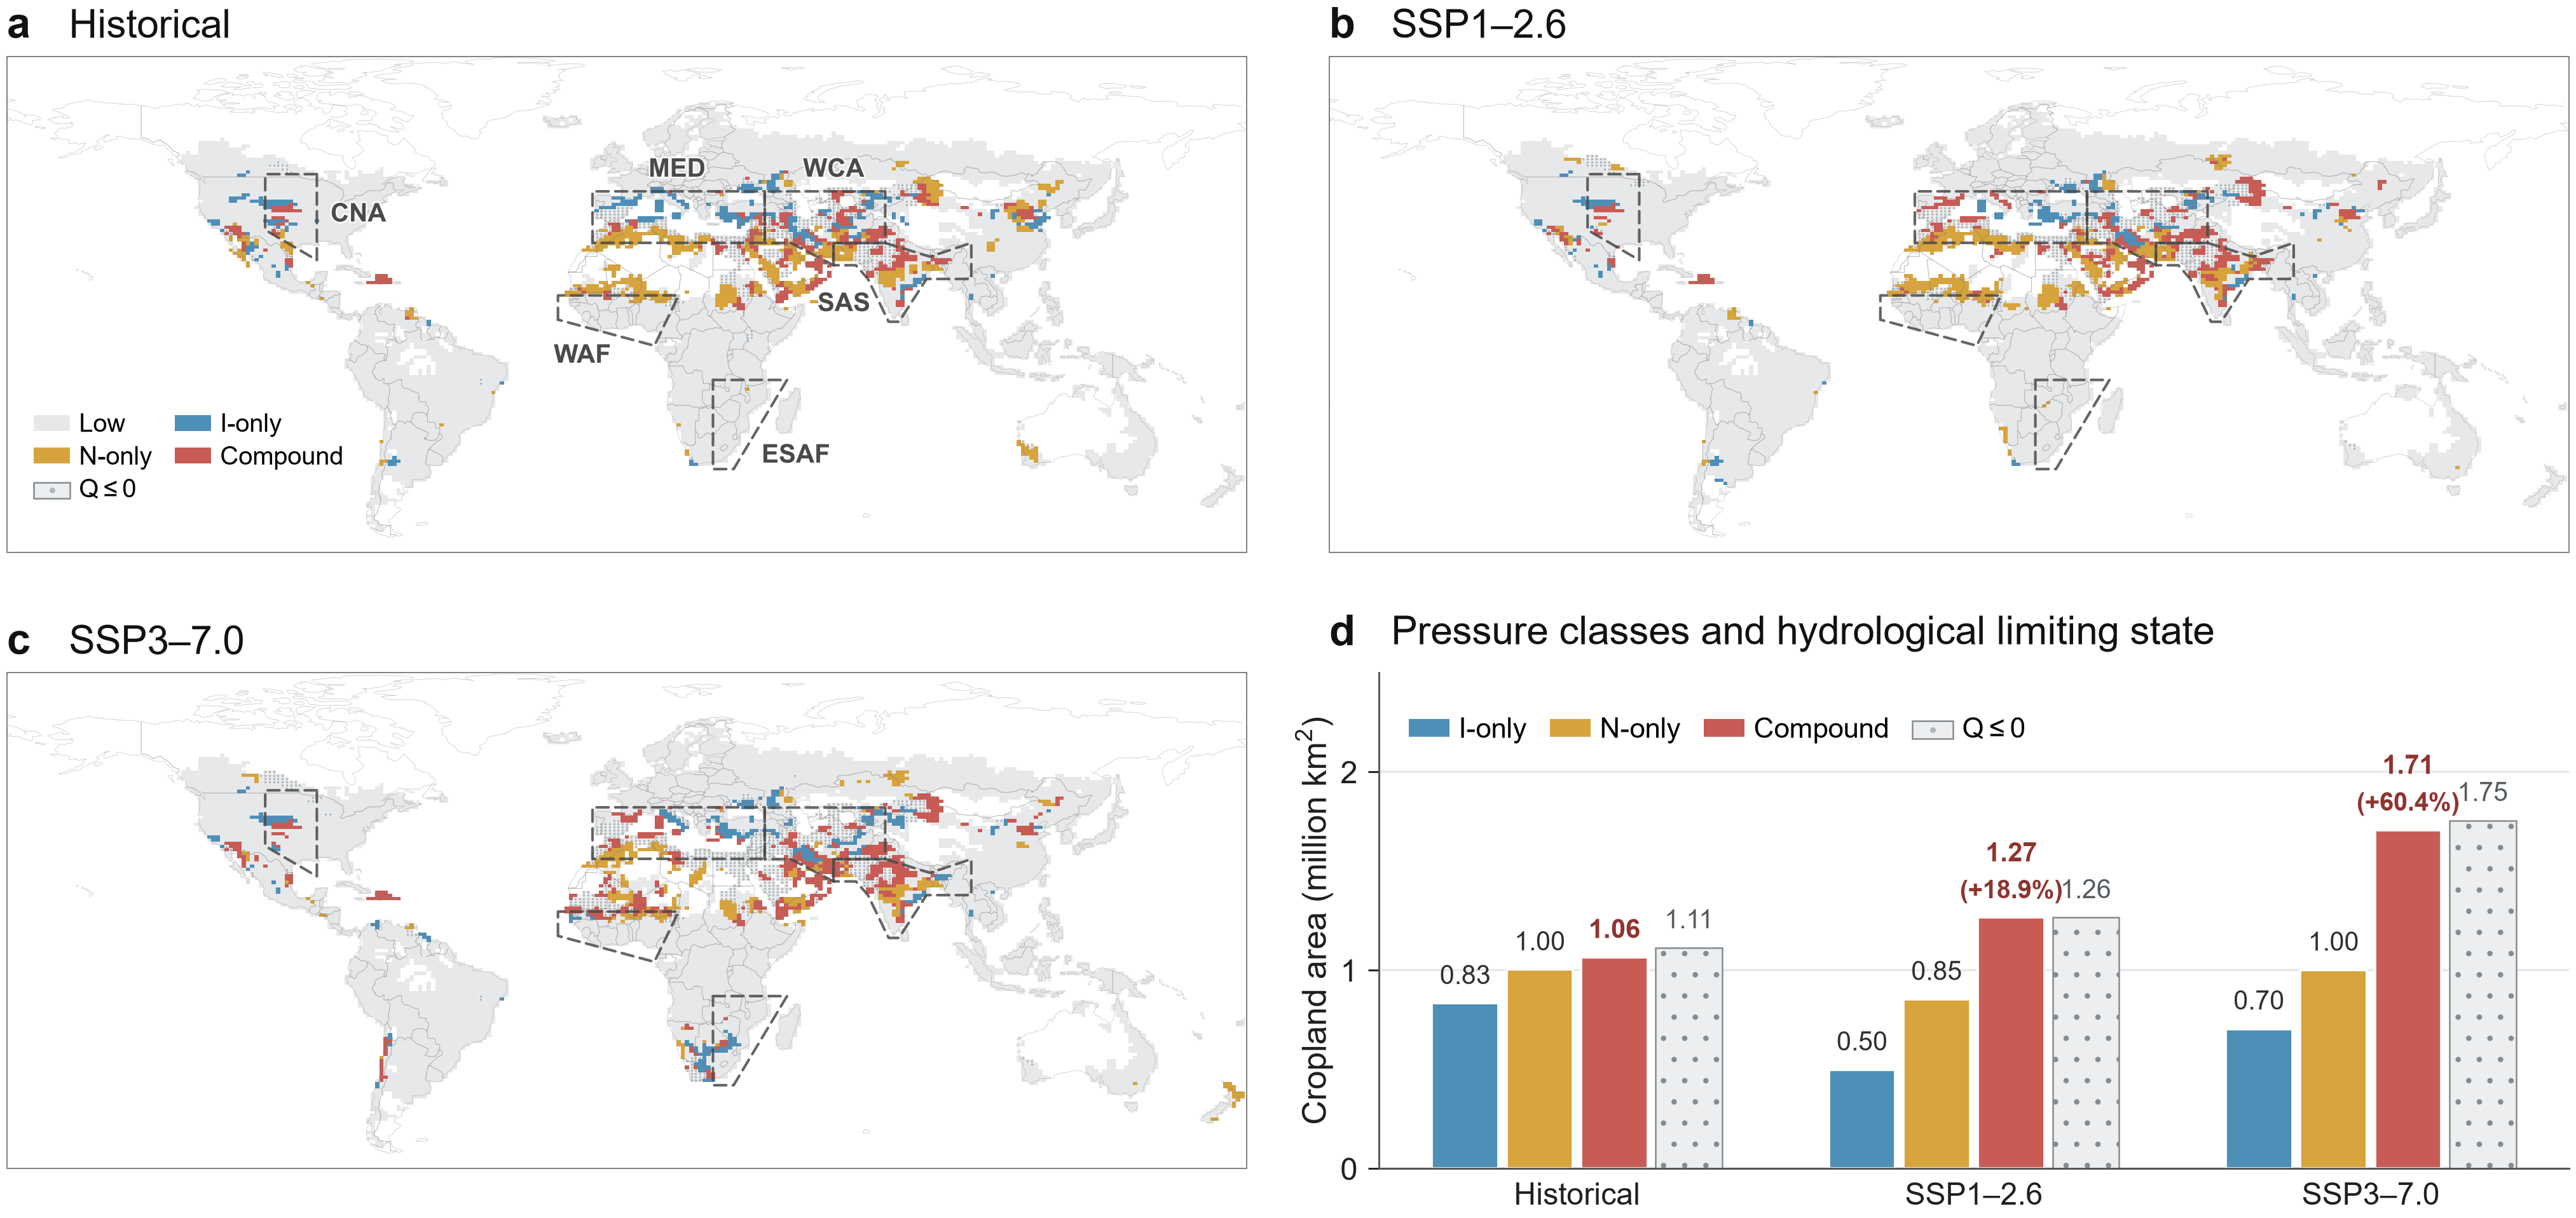 a Historical
MED
WCA
CNA
SAS
WAF
ESAF
Low
I-only
N-only
Compound
Q ≤ 0
b SSP1–2.6
c SSP3–7.0
d Pressure classes and hydrological limiting state
I-only
N-only
Compound
Q ≤ 0
Cropland area (million km²)
2
1
0
0.83
1.00
1.06
1.11
0.50
0.85
1.27
(+18.9%)
1.26
0.70
1.00
1.71
(+60.4%)
1.75
Historical
SSP1–2.6
SSP3–7.0